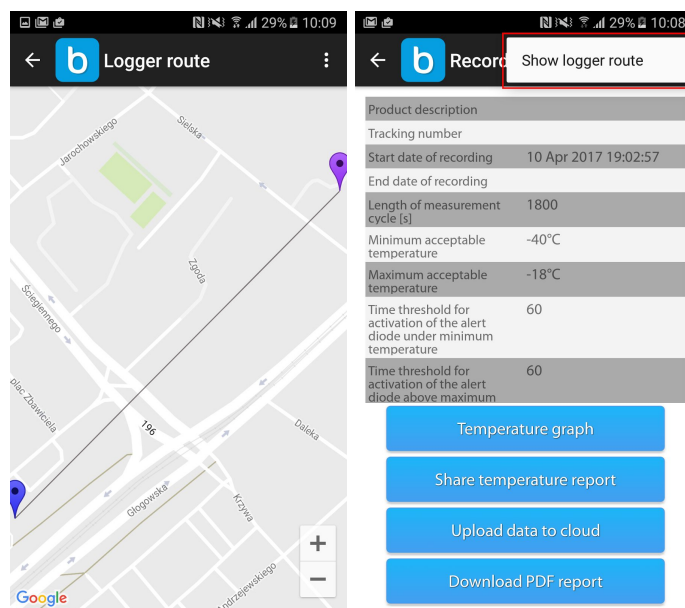 29% 10:09
b Logger route
Jarochowskiego
Sielska
Zgoda
Ściegiennego
plac Zbawiciela
196
Daleka
Głogowska
Krzywa
Andrzejewskiego
+
−
Google
29% 10:08
b Record
Show logger route
Product description
Tracking number
Start date of recording 10 Apr 2017 19:02:57
End date of recording
Length of measurement 1800
cycle [s]
Minimum acceptable -40°C
temperature
Maximum acceptable -18°C
temperature
Time threshold for 60
activation of the alert
diode under minimum
temperature
Time threshold for 60
activation of the alert
diode above maximum
Temperature graph
Share temperature report
Upload data to cloud
Download PDF report